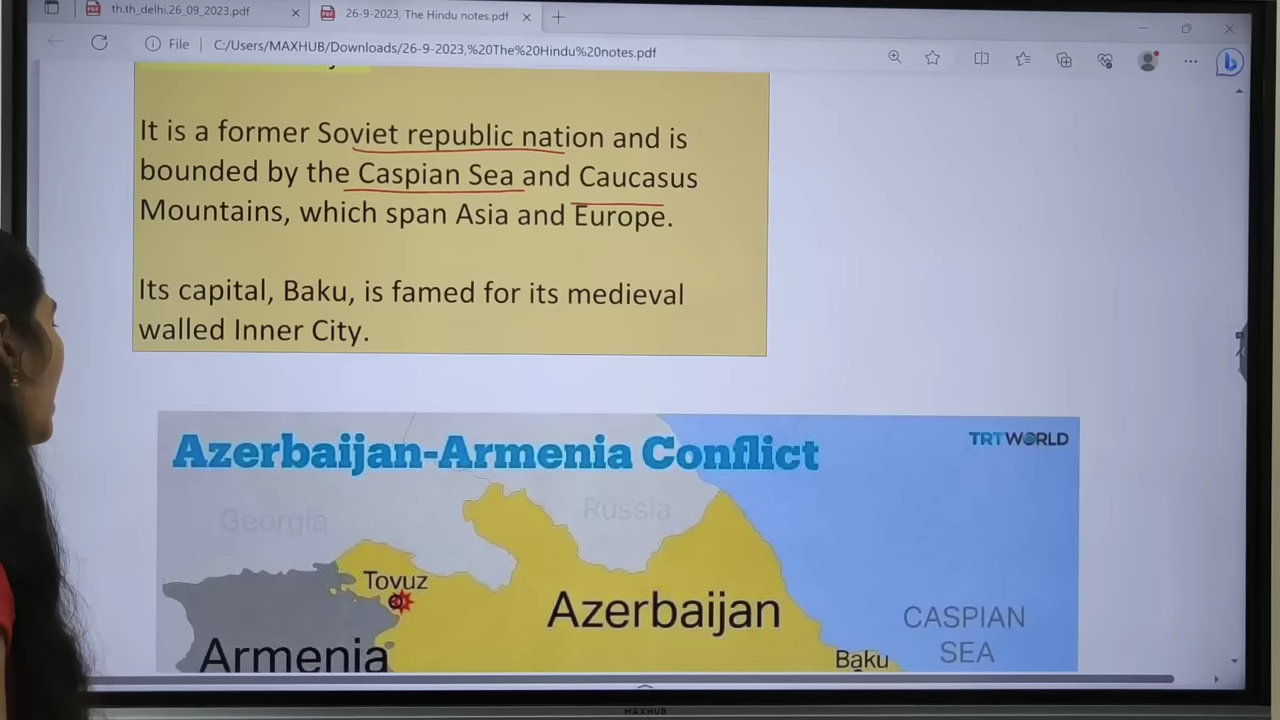 th.th_delhi.26_09_2023.pdf
26-9-2023, The Hindu notes.pdf
File
C:/Users/MAXHUB/Downloads/26-9-2023,%20The%20Hindu%20notes.pdf
It is a former Soviet republic nation and is
bounded by the Caspian Sea and Caucasus
Mountains, which span Asia and Europe.
Its capital, Baku, is famed for its medieval
walled Inner City.
Azerbaijan-Armenia Conflict
TRTWORLD
Georgia
Russia
Tovuz
Azerbaijan
CASPIAN
SEA
Armenia
Baku
MAXHUB